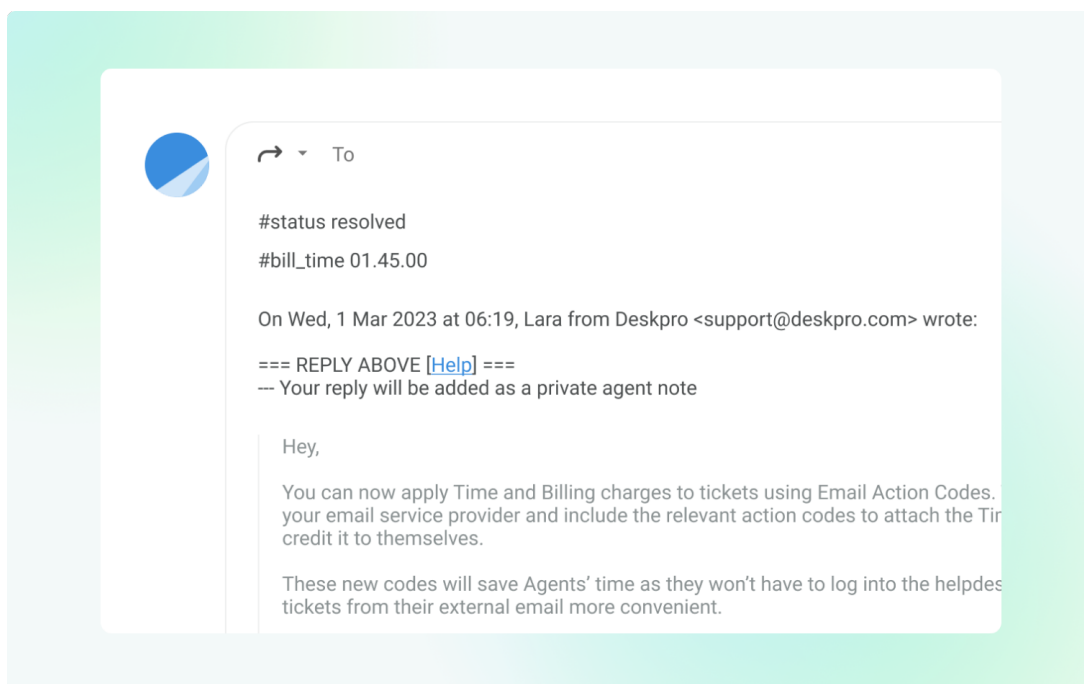 To
#status resolved
#bill_time 01.45.00
On Wed, 1 Mar 2023 at 06:19, Lara from Deskpro <support@deskpro.com> wrote:
=== REPLY ABOVE [Help] ===
--- Your reply will be added as a private agent note
Hey,
You can now apply Time and Billing charges to tickets using Email Action Codes.
your email service provider and include the relevant action codes to attach the
credit it to themselves.
These new codes will save Agents’ time as they won’t have to log into the
tickets from their external email more convenient.